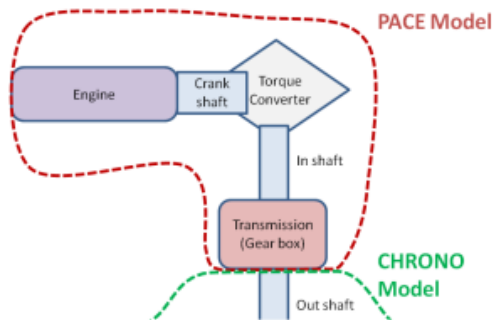 PACE Model
Engine
Crank
shaft
Torque
Converter
In shaft
Transmission
(Gear box)
CHRONO
Model
Out shaft